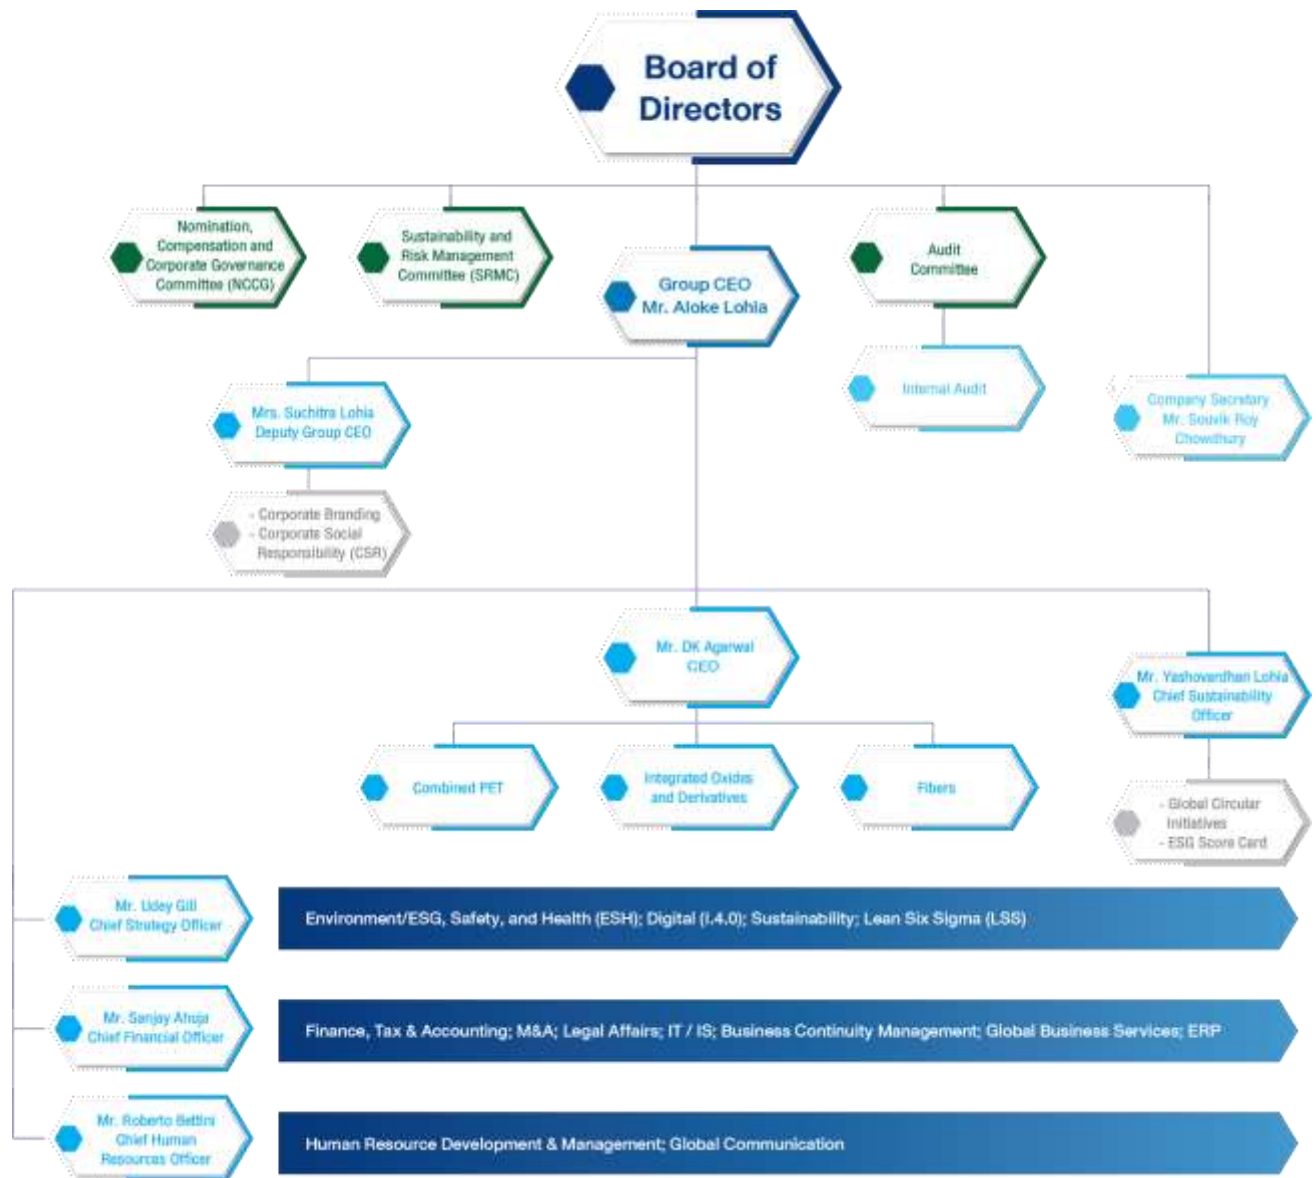 Board of
Directors
Nomination,
Compensation and
Corporate Governance
Committee (NCCG)
Sustainability and
Risk Management
Committee (SRMC)
Group CEO
Mr. Aloke Lohia
Audit
Committee
Internal Audit
Company Secretary
Mr. Souvik Roy
Chowdhury
Mrs. Suchitra Lohia
Deputy Group CEO
- Corporate Branding
- Corporate Social
Responsibility (CSR)
Mr. DK Agarwal
CEO
Mr. Yashovardhan Lohia
Chief Sustainability
Officer
Combined PET
Integrated Oxides
and Derivatives
Fibers
- Global Circular
Initiatives
- ESG Score Card
Mr. Udey Gill
Chief Strategy Officer
Environment/ESG, Safety, and Health (ESH); Digital (I.4.0); Sustainability; Lean Six Sigma (LSS)
Mr. Sanjay Ahuja
Chief Financial Officer
Finance, Tax & Accounting; M&A; Legal Affairs; IT / IS; Business Continuity Management; Global Business Services; ERP
Mr. Roberto Bettini
Chief Human
Resources Officer
Human Resource Development & Management; Global Communication